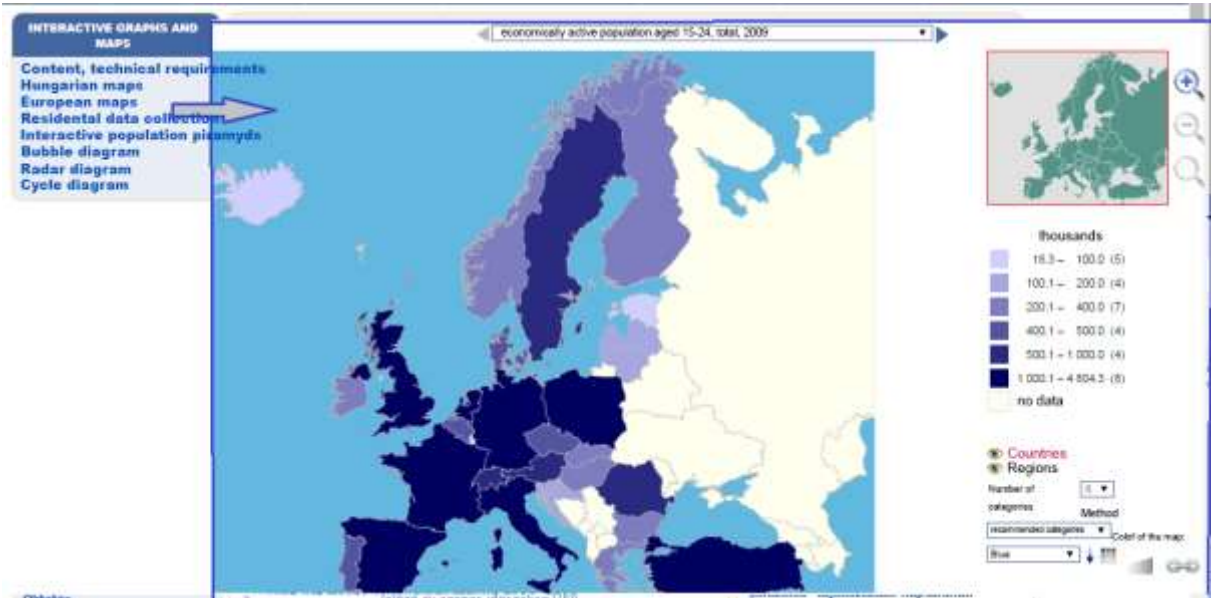 INTERACTIVE GRAPHS AND
MAPS
Content, technical requirements
Hungarian maps
European maps
Residental data collection
Interactive population piramyds
Bubble diagram
Radar diagram
Cycle diagram
economically active population aged 15-24, total, 2009
thousands
– 100.0 (5)
100.1 – 200.0 (4)
200.1 – 400.0 (7)
400.1 – 500.0 (4)
500.1 – 1 000.0 (4)
1 000.1 – 4 804.3
no data
Countries
Regions
Number of
categories
Method
recommended categories
Color of the map:
Blue